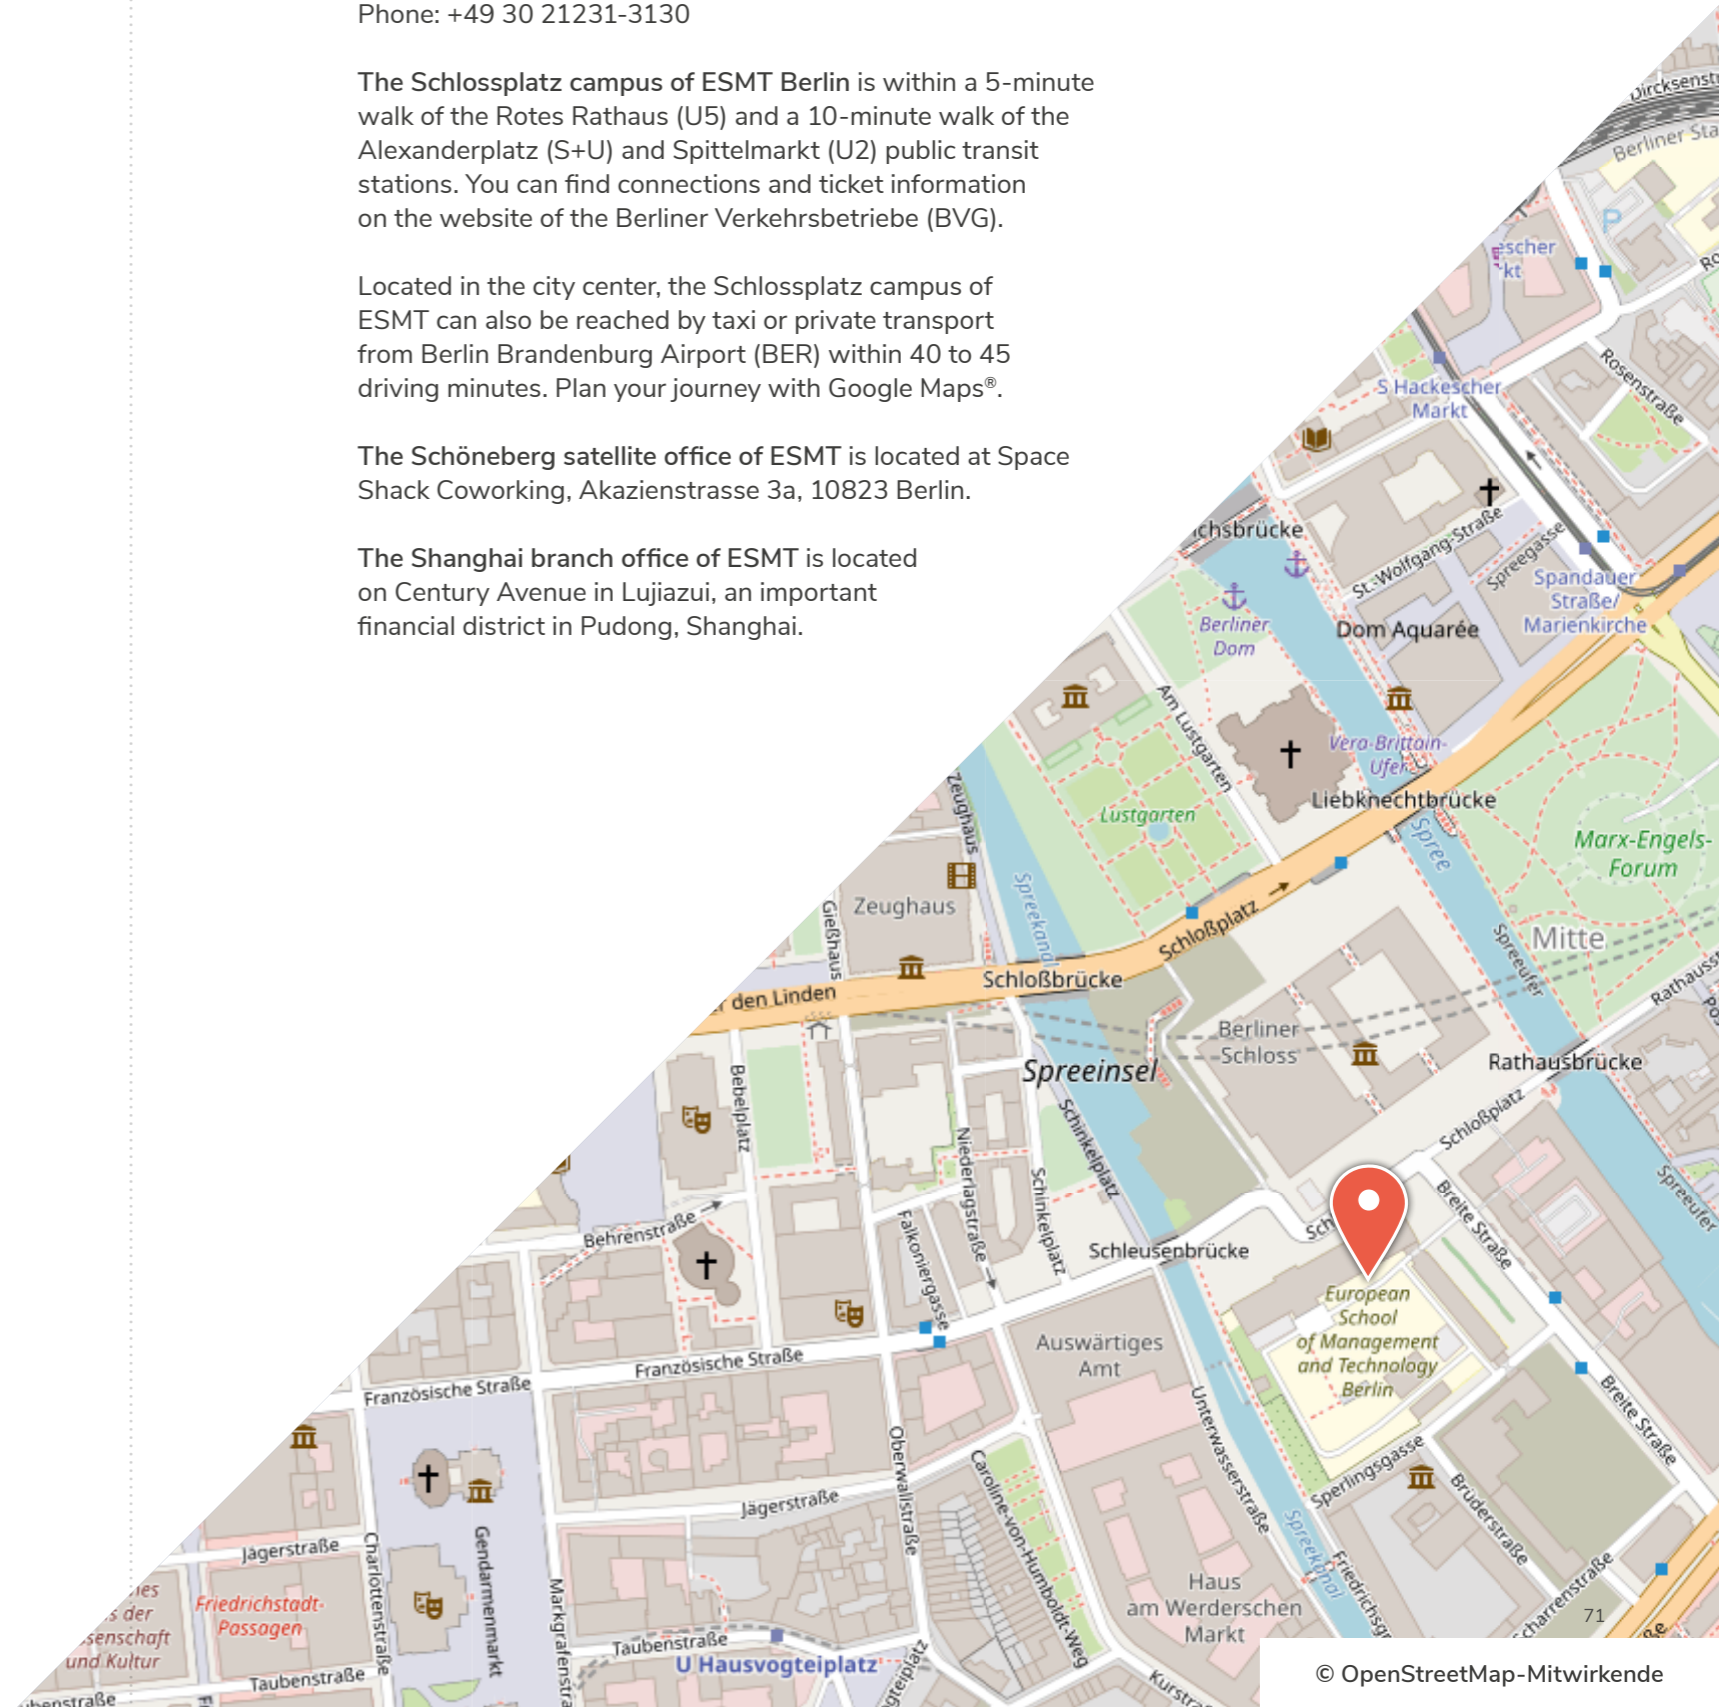 Phone: +49 30 21231-3130
The Schlossplatz campus of ESMT Berlin is within a 5-minute
walk of the Rotes Rathaus (U5) and a 10-minute walk of the
Alexanderplatz (S+U) and Spittelmarkt (U2) public transit
stations. You can find connections and ticket information
on the website of the Berliner Verkehrsbetriebe (BVG).
Located in the city center, the Schlossplatz campus of
ESMT can also be reached by taxi or private transport
from Berlin Brandenburg Airport (BER) within 40 to 45
driving minutes. Plan your journey with Google Maps®.
The Schöneberg satellite office of ESMT is located at Space
Shack Coworking, Akazienstrasse 3a, 10823 Berlin.
The Shanghai branch office of ESMT is located
on Century Avenue in Lujiazui, an important
financial district in Pudong, Shanghai.
Berliner
P
S Hackescher
Markt
Rosenstraße
St.-Wolfgang-Straße
Spreegasse
Spandauer
Straße/
Marienkirche
Berliner
Dom
Dom Aquarée
Am Lustgarten
Vera-Brittain-
Ufer
Liebknechtbrücke
Zeughaus
Lustgarten
Spree
Marx-Engels-
Forum
Zeughaus
Spreekanal
Gießhaus
Schloßplatz
Spreeufer
Mitte
den Linden
Schloßbrücke
Berliner
Schloss
Spreeinsel
Rathausbrücke
Bebelplatz
Schinkelplatz
Schloßplatz
Niederlagstraße
Schinkelplatz
Breite Straße
Spreeufer
Behrenstraße
Falkoniergasse
Schleusenbrücke
European
School
of Management
and Technology
Berlin
Auswärtiges
Amt
Französische Straße
Französische Straße
Breite Straße
Unterwasserstraße
Oberwallstraße
Caroline-von-Humboldt-Weg
Sperlingsgasse
Brüderstraße
Jägerstraße
Jägerstraße
Charlottenstraße
Gendarmenmarkt
Spreekanal
Haus
am Werderschen
Markt
Scharrenstraße
71
Friedrichstadt-
Passagen
der
und Kultur
Taubenstraße
U Hausvogteiplatz
Taubenstraße
© OpenStreetMap-Mitwirkende